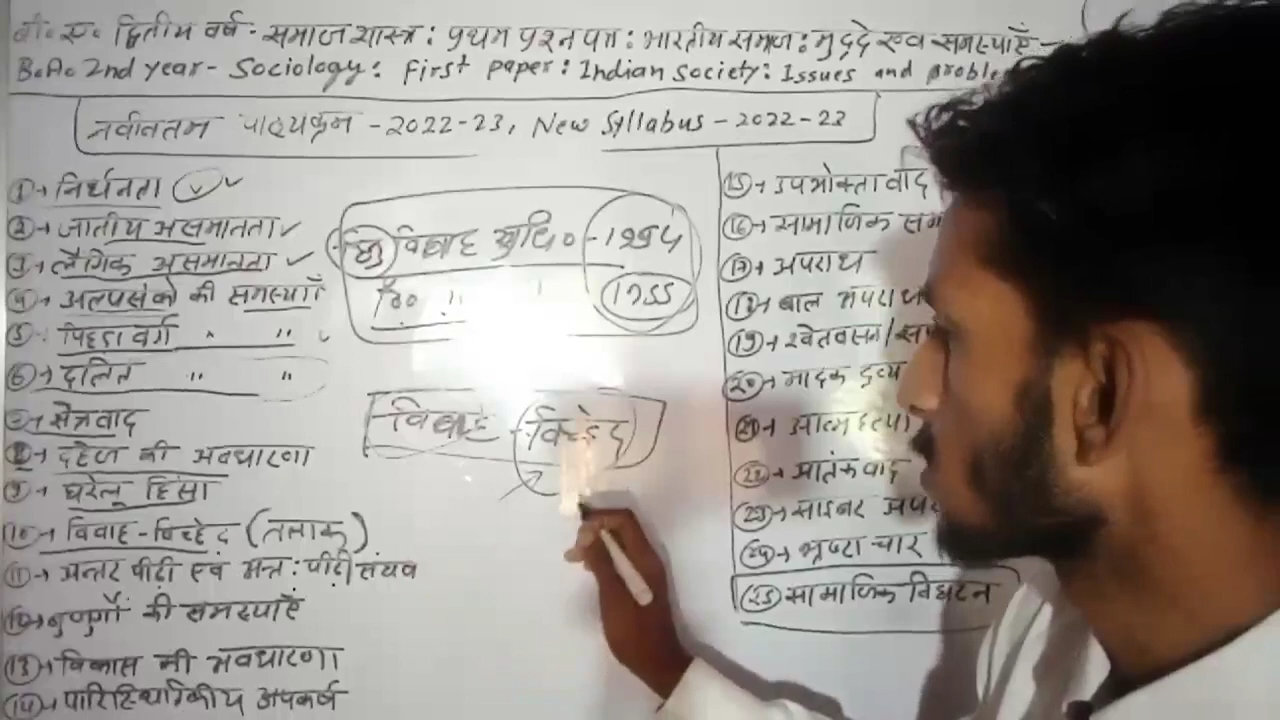 बी० ए० द्वितीय वर्ष - समाज शास्त्र : प्रथम प्रश्न पत्र : भारतीय समाज : मुद्दे एवं समस्याएँ -
B.A. 2nd year - Sociology : First paper : Indian Society : Issues and proble
नवीनतम पाठ्यक्रम - 2022-23, New Syllabus - 2022-23
① → निर्धनता
② → जातीय असमानता
③ → लैंगिक असमानता
④ → अल्पसंको की समस्याएँ
⑤ पिछडा वर्ग " "
⑥ → दलित " "
⑦ → क्षेत्रवाद
⑧ → दहेज की अवधारणा
⑨ → घरेलू हिंसा
⑩ → विवाह-विच्छेद (तलाक)
⑪ → अन्तर पीढी एवं अन्त: पीढी संघर्ष
⑫ → बुजुर्गों की समस्याएँ
⑬ → विकास की अवधारणा
⑭ → पारिस्थितिकीय अपकर्ष
विवाह अधि० - 1954
हि० " " 1955
विवाह - विच्छेद
⑮ → उपभोक्ता वाद
⑯ → सामाजिक
⑰ → अपराध
⑱ → बाल अपराध
⑲ → श्वेतवसन/
⑳ → मादक द्रव्य
㉑ → आत्महत्या
㉒ → आतंकवाद
㉓ → साइबर अप
㉔ → भ्रष्टाचार
㉕ सामाजिक विघटन